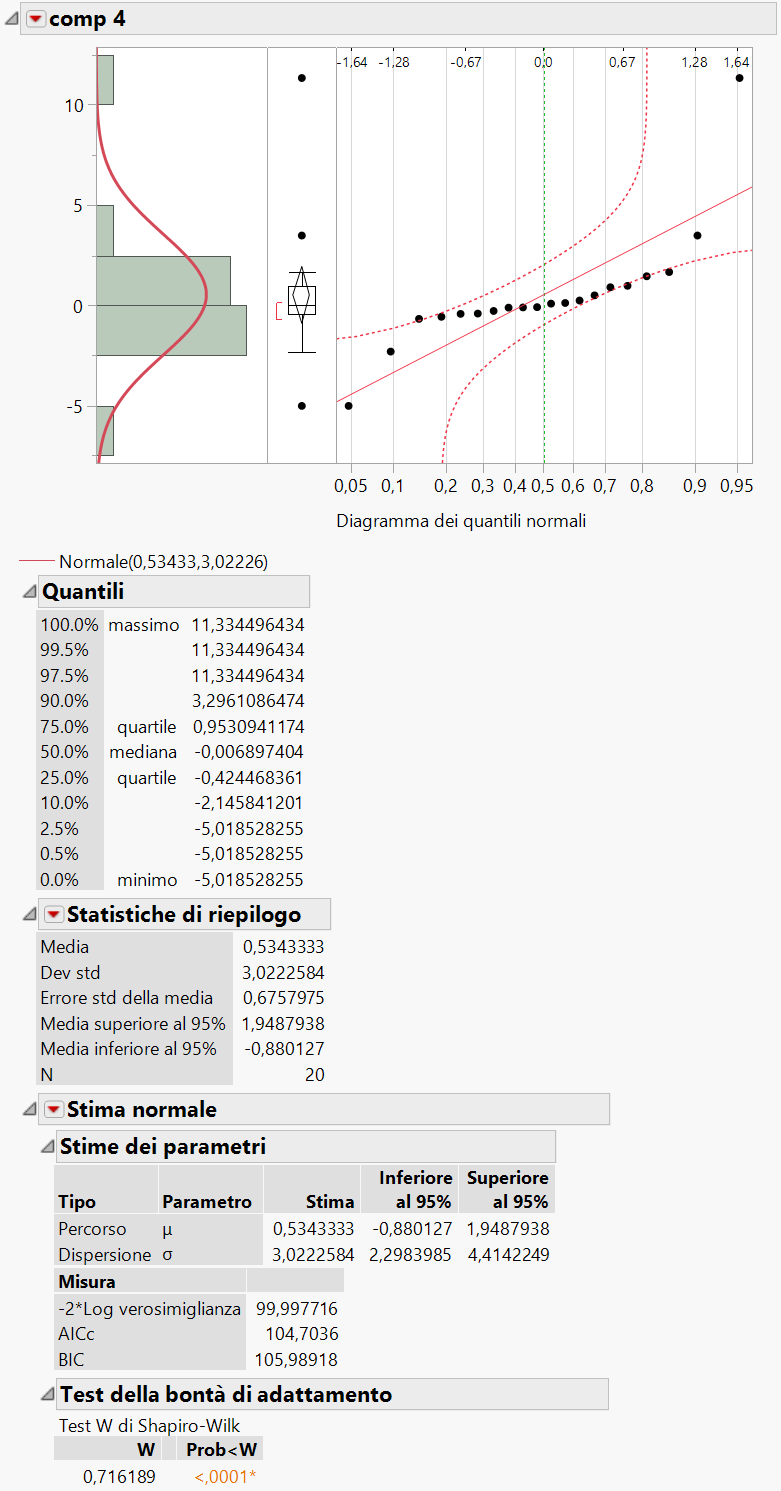 comp 4
-1,64 -1,28 -0,67 0,0 0,67 1,28 1,64
10
5
0
-5
0,05 0,1 0,2 0,3 0,4 0,5 0,6 0,7 0,8 0,9 0,95
Diagramma dei quantili normali
Normale(0,53433,3,02226)
Quantili
100.0% massimo 11,334496434
99.5% 11,334496434
97.5% 11,334496434
90.0% 3,2961086474
75.0% quartile 0,9530941174
50.0% mediana -0,006897404
25.0% quartile -0,424468361
10.0% -2,145841201
2.5% -5,018528255
0.5% -5,018528255
0.0% minimo -5,018528255
Statistiche di riepilogo
Media 0,5343333
Dev std 3,0222584
Errore std della media 0,6757975
Media superiore al 95% 1,9487938
Media inferiore al 95% -0,880127
N 20
Stima normale
Stime dei parametri
Tipo Parametro Stima Inferiore al 95% Superiore al 95%
Percorso μ 0,5343333 -0,880127 1,9487938
Dispersione σ 3,0222584 2,2983985 4,4142249
Misura
-2*Log verosimiglianza 99,997716
AICc 104,7036
BIC 105,98918
Test della bontà di adattamento
Test W di Shapiro-Wilk
W Prob<W
0,716189 <,0001*